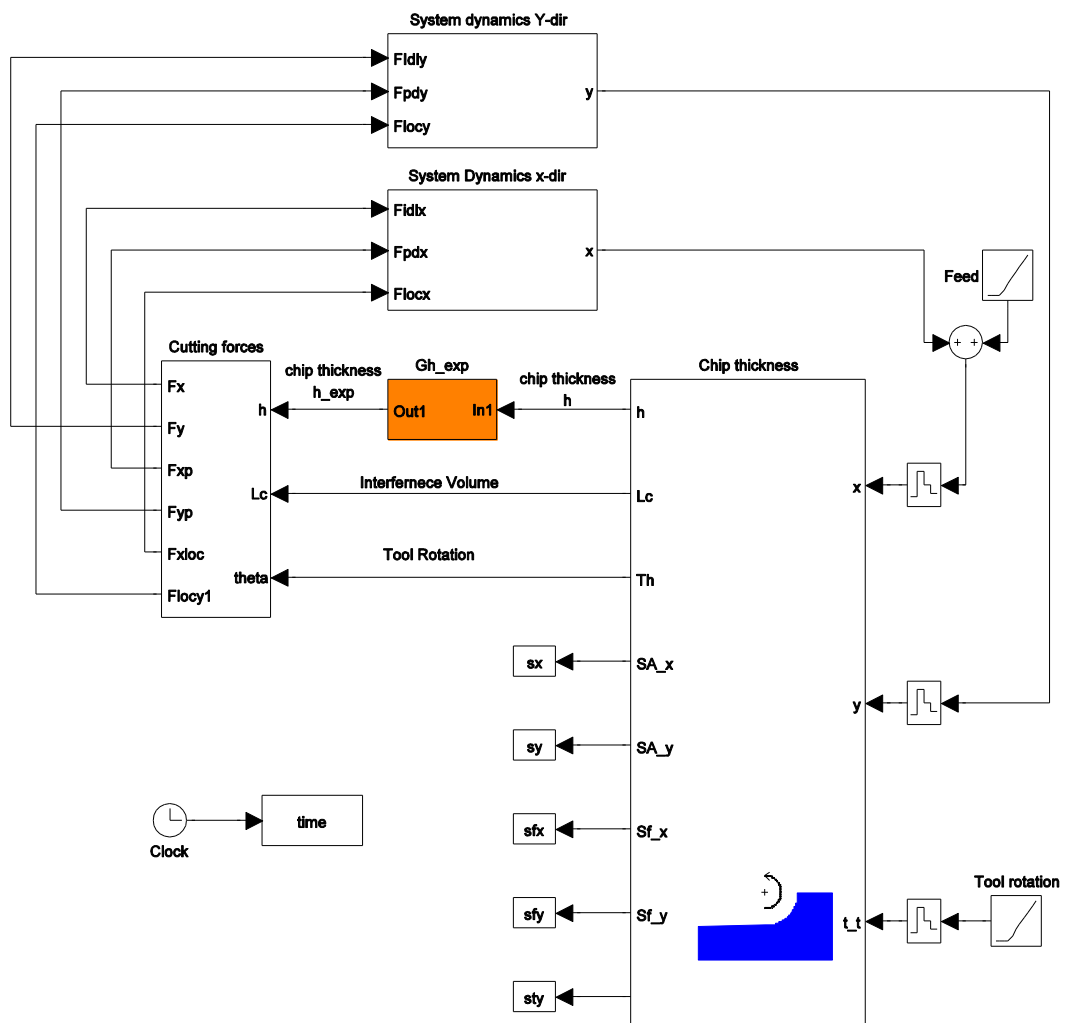 System dynamics Y-dir
Fldly
Fpdy
Flocy
y
System Dynamics x-dir
Fidlx
Fpdx
Flocx
x
Feed
+ +
Cutting forces
Fx
Fy
Fxp
Fyp
Fxloc
Flocy1
h
Lc
theta
chip thickness
h_exp
Gh_exp
Out1
In1
chip thickness
h
Interfernece Volume
Tool Rotation
Chip thickness
h
Lc
Th
SA_x
SA_y
Sf_x
Sf_y
x
y
t_t
sx
sy
sfx
sfy
sty
Clock
time
+
Tool rotation